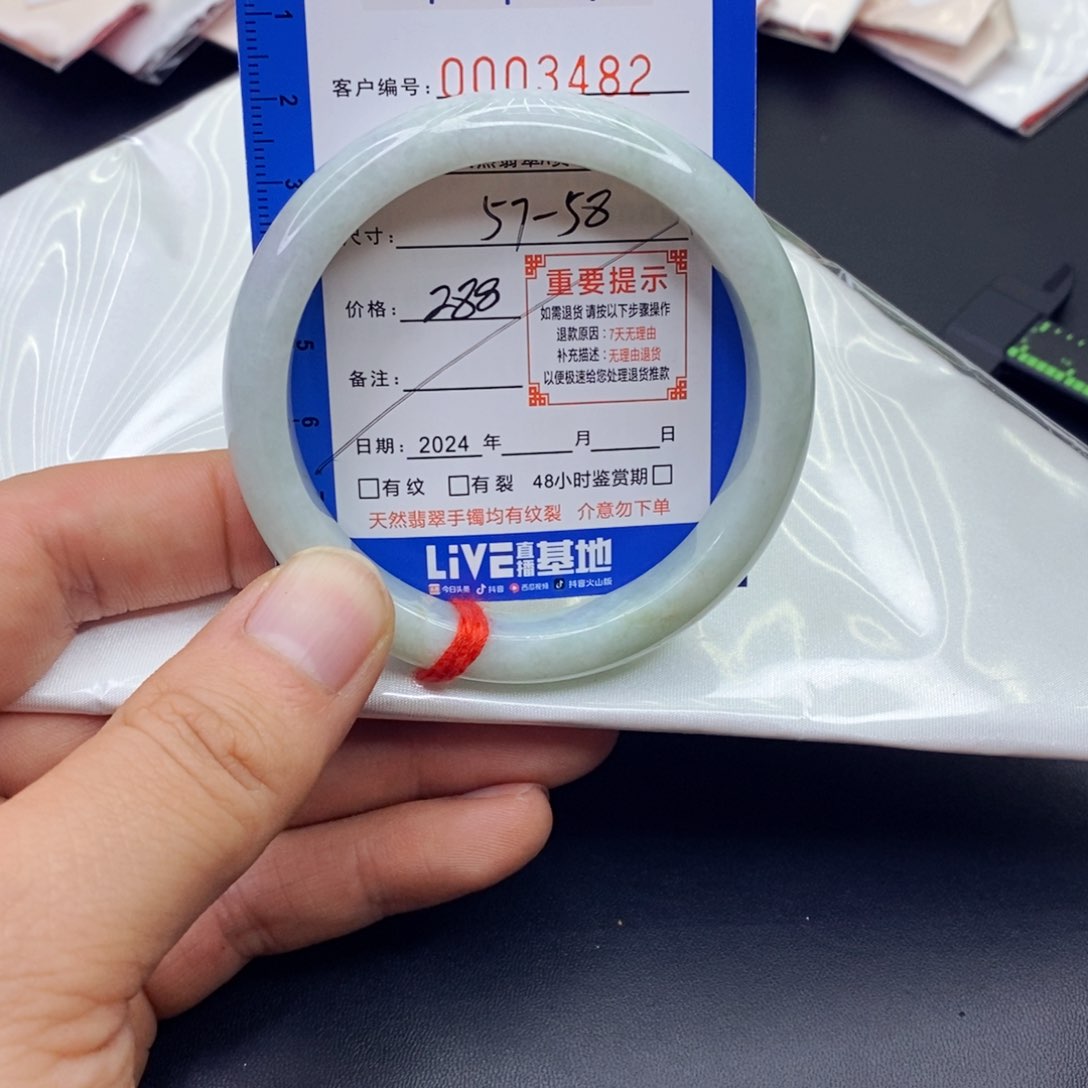 1
2
3
5
6
客户编号:0003482
尺寸:57-58
价格:288
备注:
重要提示
如需退货 请按以下步骤操作
退款原因:7天无理由
补充描述:无理由退货
以便极速给您处理退货推款
日期:2024年 月 日
□有纹 □有裂 48小时鉴赏期□
天然翡翠手镯均有纹裂 介意勿下单
LiVE直播基地
今日头条 抖音 西瓜视频 抖音火山版